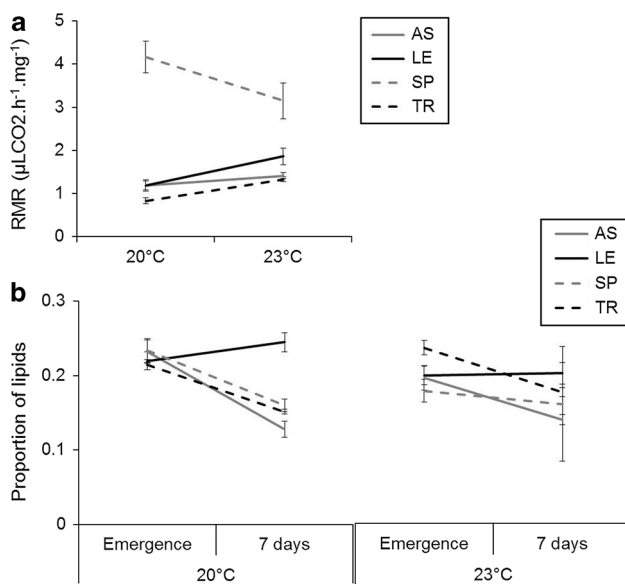 a
RMR (µLCO2.h-1.mg-1)
5
4
3
2
1
0
20°C
23°C
AS
LE
SP
TR
AS
LE
SP
TR
b
Proportion of lipids
0.3
0.2
0.1
0
Emergence
7 days
Emergence
7 days
20°C
23°C